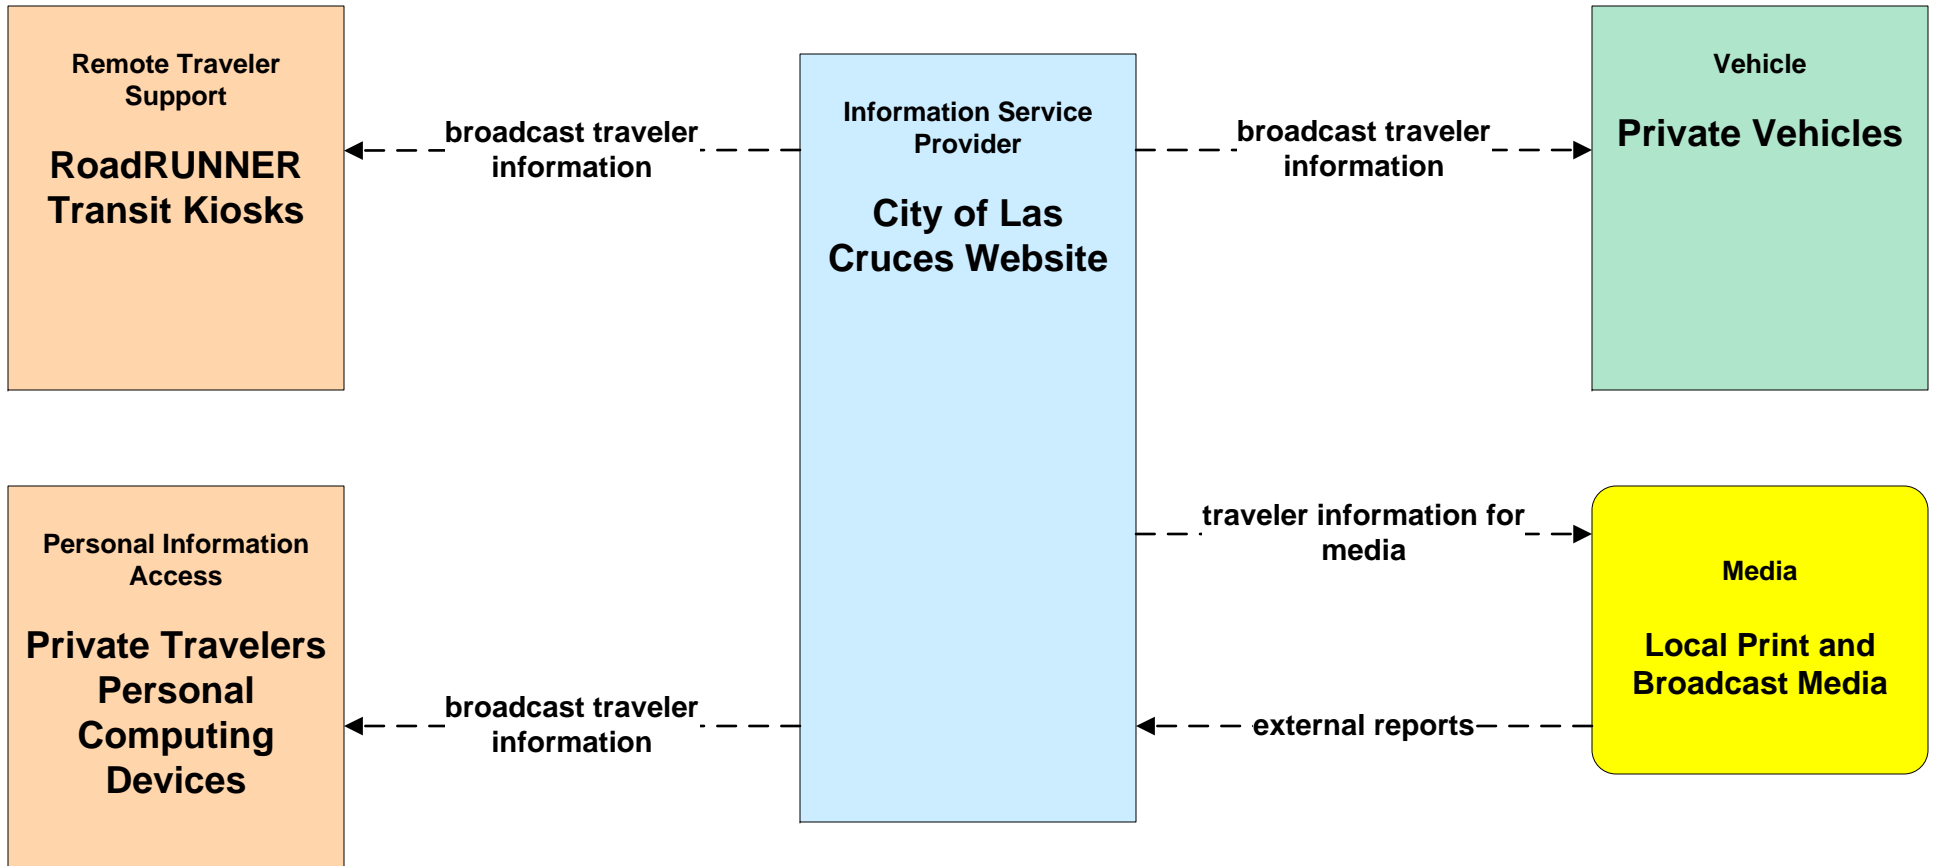 Remote Traveler
Support
RoadRUNNER
Transit Kiosks
broadcast traveler
information
Information Service
Provider
City of Las
Cruces Website
broadcast traveler
information
Vehicle
Private Vehicles
Personal Information
Access
Private Travelers
Personal
Computing
Devices
broadcast traveler
information
traveler information for
media
external reports
Media
Local Print and
Broadcast Media